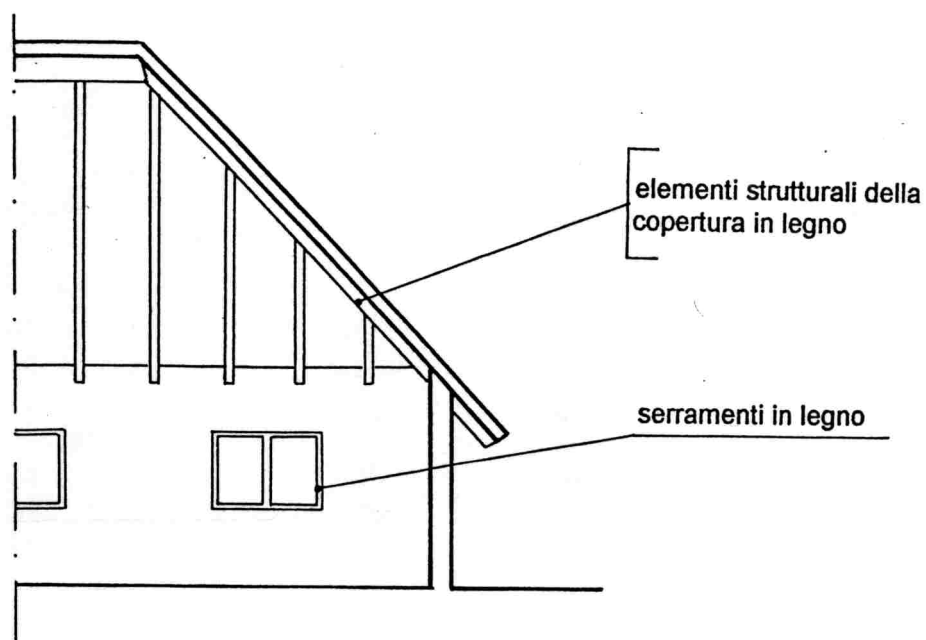 elementi strutturali della
copertura in legno
serramenti in legno